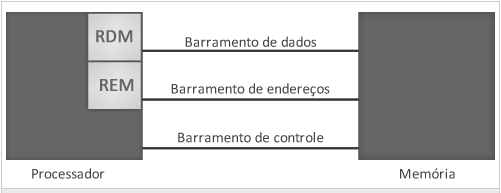 RDM
Barramento de dados
REM
Barramento de endereços
Barramento de controle
Processador
Memória